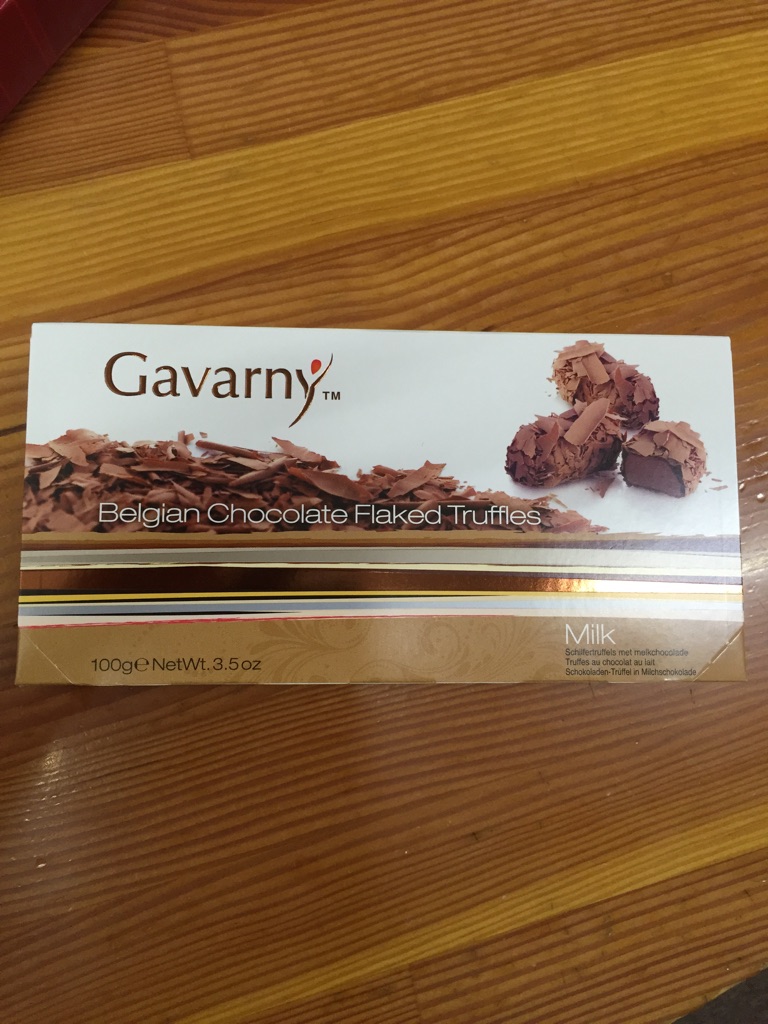 Gavarny™
Belgian Chocolate Flaked Truffles
100g℮ NetWt. 3.5 oz
Milk
Schilfertruffels met melkchocolade
Truffes au chocolat au lait
Schokoladen-Trüffel in Milchschokolade